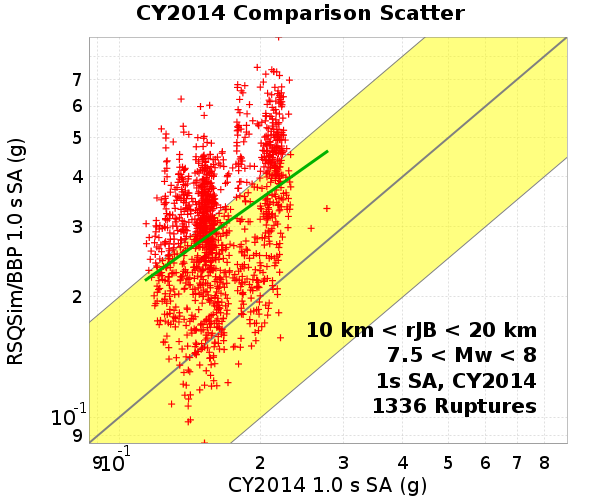 CY2014 Comparison Scatter
RSQSim/BBP 1.0 s SA (g)
7
6
5
4
3
2
10-1
9
10 km < rJB < 20 km
7.5 < Mw < 8
1s SA, CY2014
1336 Ruptures
9 10-1 2 3 4 5 6 7 8
CY2014 1.0 s SA (g)